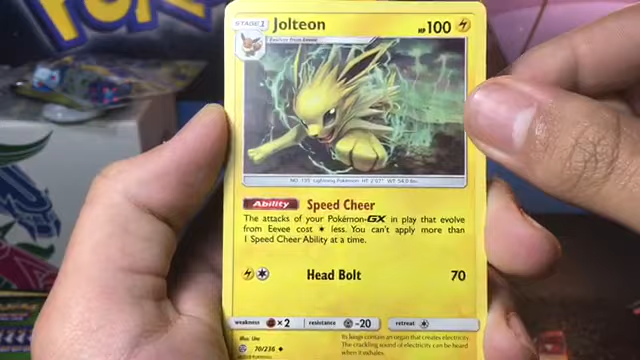 STAGE 1 Jolteon HP 100
Evolves from Eevee
NO. 135 Lightning Pokémon HT: 2'07" WT: 54.0 lbs.
Ability Speed Cheer
The attacks of your Pokémon-GX in play that evolve
from Eevee cost less. You can't apply more than
1 Speed Cheer Ability at a time.
Head Bolt 70
weakness ×2 resistance -20 retreat
Illus.
70/236
Its lungs contain an organ that creates electricity.
The crackling sound of electricity can be heard
when it exhales.